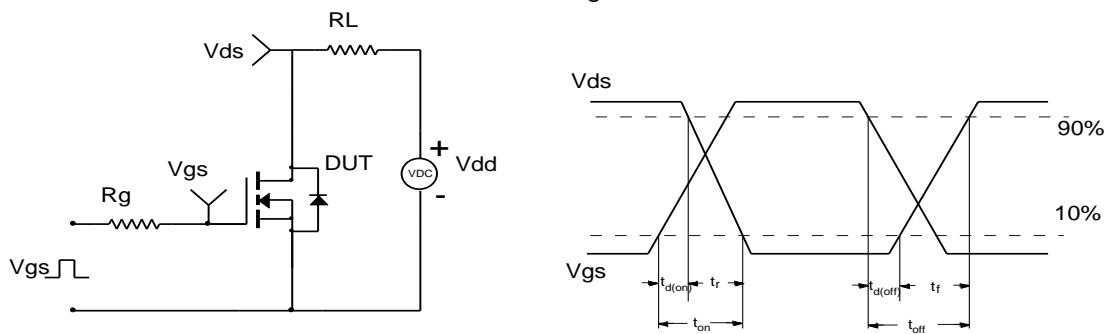 RL
Vds
Vgs
DUT
Rg
+
VDC
Vdd
-
Vgs
Vds
90%
10%
Vgs
td(on)
tr
td(off)
tf
ton
toff